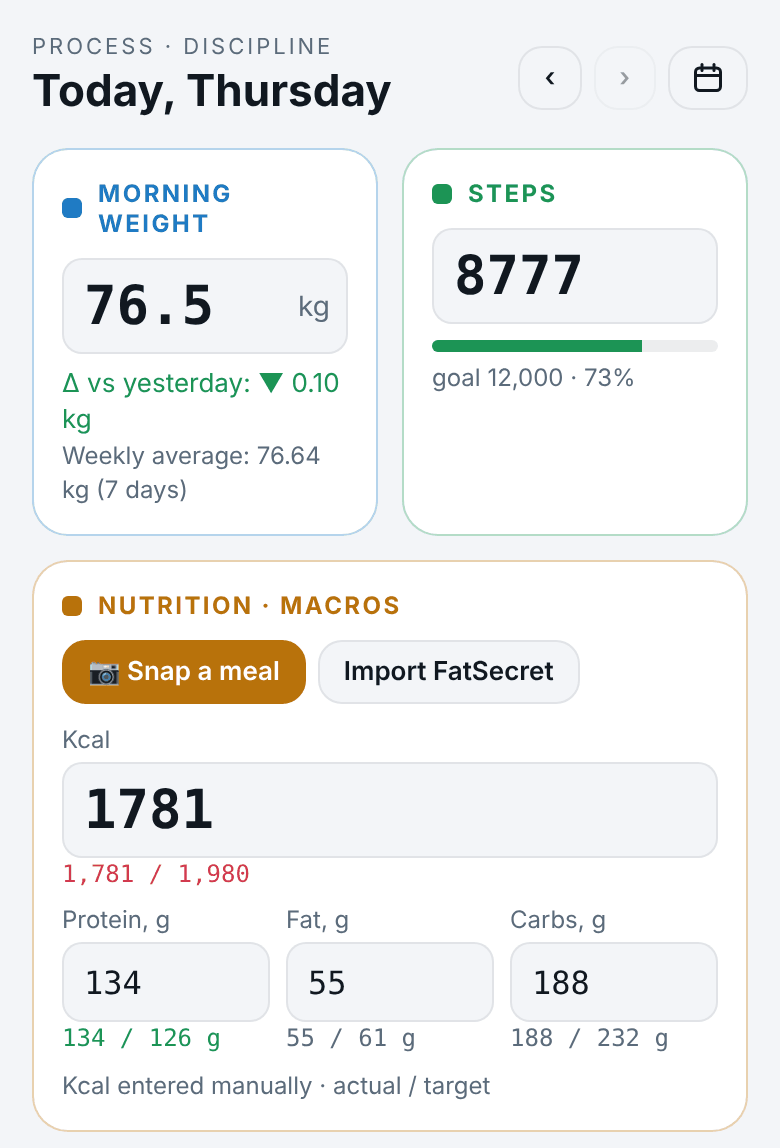 PROCESS · DISCIPLINE
Today, Thursday
‹
›
MORNING
WEIGHT
76.5
kg
Δ vs yesterday: ▼ 0.10
kg
Weekly average: 76.64
kg (7 days)
STEPS
8777
goal 12,000 · 73%
NUTRITION · MACROS
📷 Snap a meal
Import FatSecret
Kcal
1781
1,781 / 1,980
Protein, g
134
134 / 126 g
Fat, g
55
55 / 61 g
Carbs, g
188
188 / 232 g
Kcal entered manually · actual / target